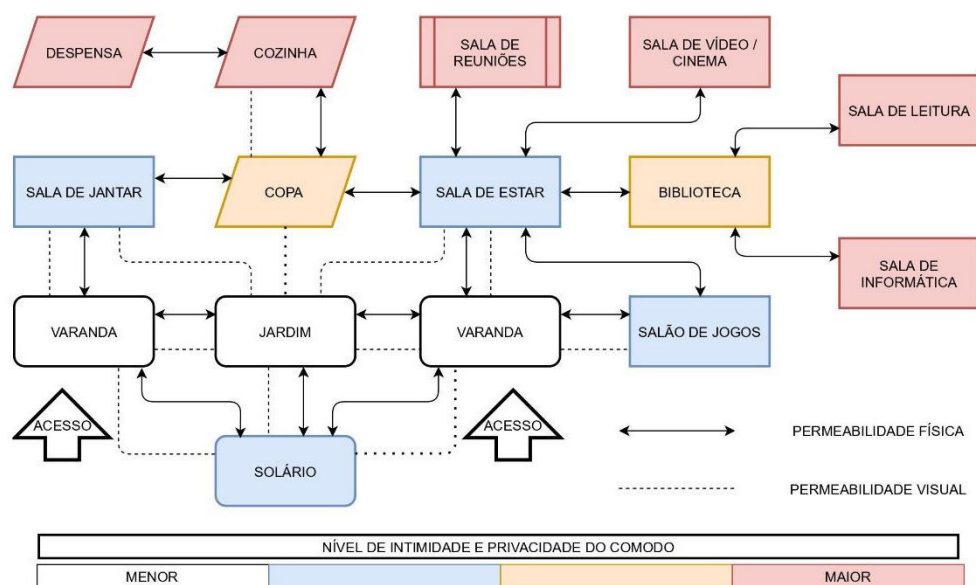 DESPENSA
COZINHA
SALA DE
REUNIÕES
SALA DE VÍDEO /
CINEMA
SALA DE LEITURA
SALA DE JANTAR
COPA
SALA DE ESTAR
BIBLIOTECA
SALA DE
INFORMÁTICA
VARANDA
JARDIM
VARANDA
SALÃO DE JOGOS
ACESSO
ACESSO
SOLÁRIO
PERMEABILIDADE FÍSICA
PERMEABILIDADE VISUAL
NÍVEL DE INTIMIDADE E PRIVACIDADE DO COMODO
MENOR
MAIOR